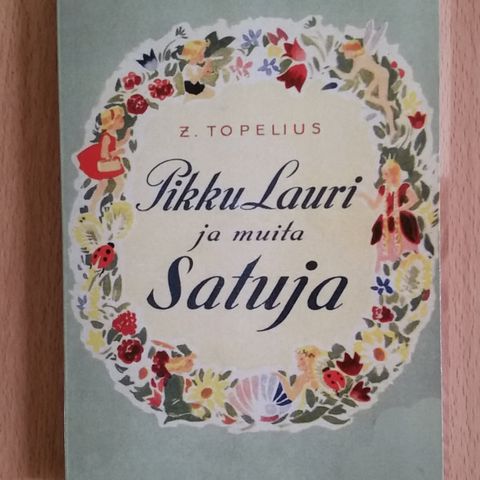 Z. TOPELIUS
Pikku Lauri
ja muita
Satuja